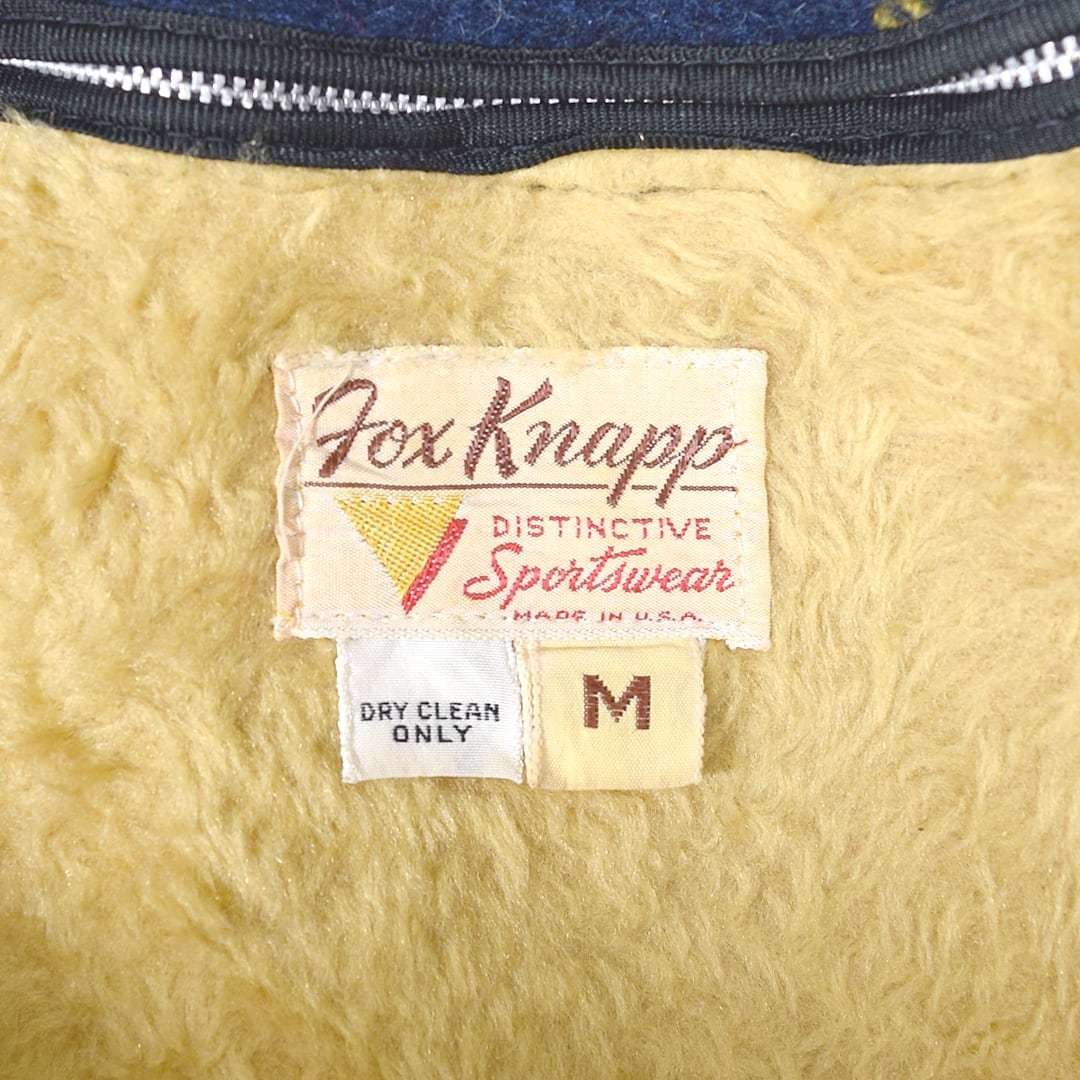 Fox Knapp
DISTINCTIVE
Sportswear
MADE IN U.S.A.
DRY CLEAN
ONLY
M